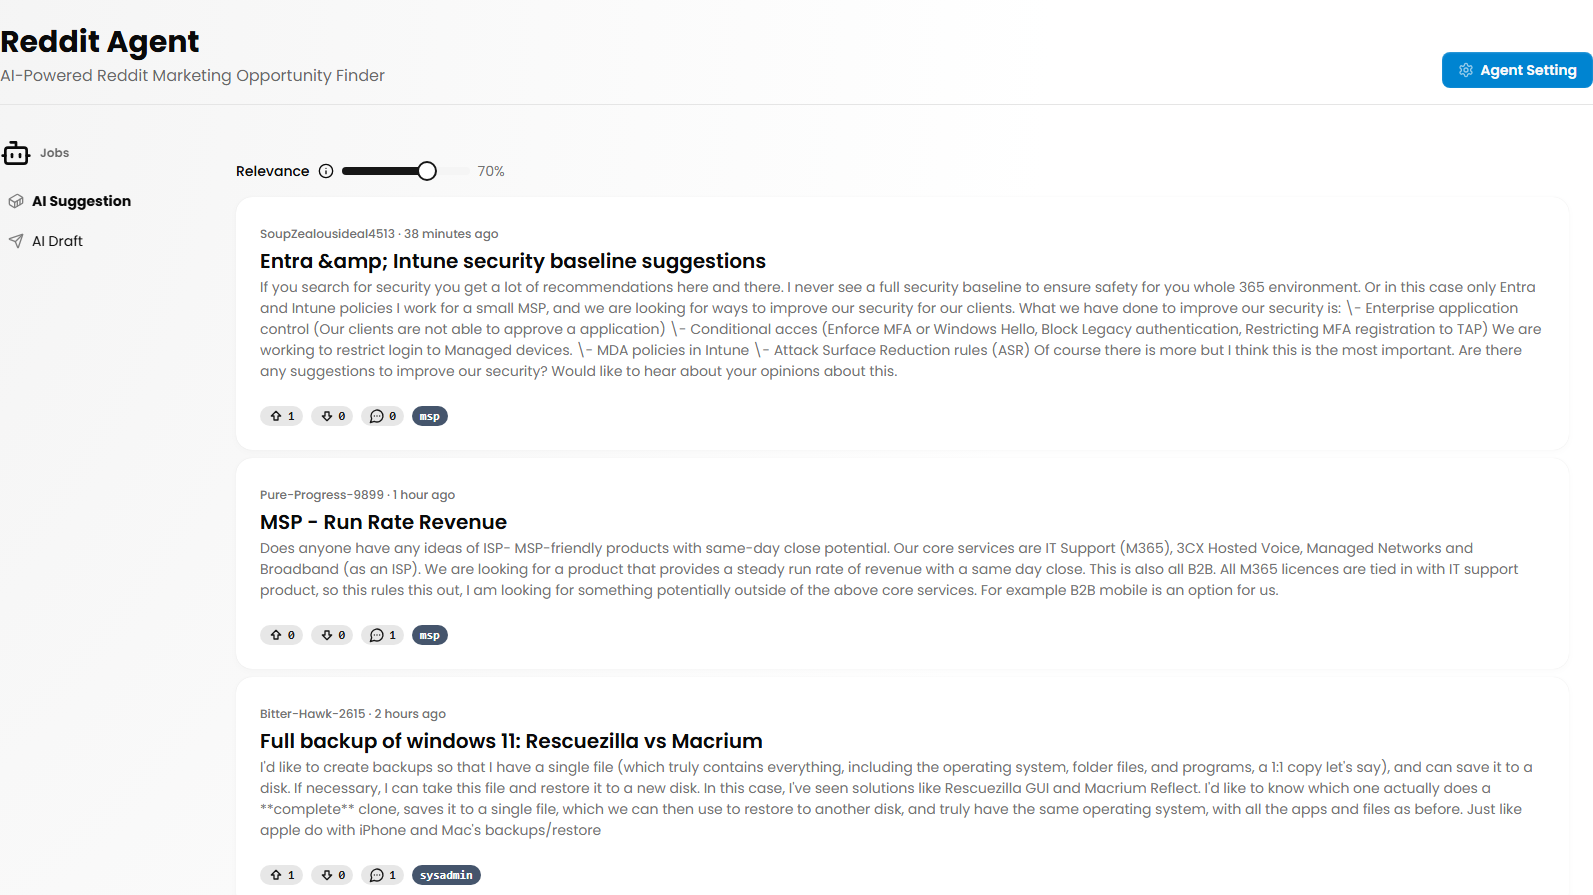 Reddit Agent
AI-Powered Reddit Marketing Opportunity Finder
Agent Setting
Jobs
AI Suggestion
AI Draft
Relevance 70%
SoupZealousideal4513 · 38 minutes ago
Entra &amp; Intune security baseline suggestions
If you search for security you get a lot of recommendations here and there. I never see a full security baseline to ensure safety for you whole 365 environment. Or in this case only Entra
and Intune policies I work for a small MSP, and we are looking for ways to improve our security for our clients. What we have done to improve our security is: \- Enterprise application
control (Our clients are not able to approve a application) \- Conditional acces (Enforce MFA or Windows Hello, Block Legacy authentication, Restricting MFA registration to TAP) We are
working to restrict login to Managed devices. \- MDA policies in Intune \- Attack Surface Reduction rules (ASR) Of course there is more but I think this is the most important. Are there
any suggestions to improve our security? Would like to hear about your opinions about this.
1 0 0 msp
Pure-Progress-9899 · 1 hour ago
MSP - Run Rate Revenue
Does anyone have any ideas of ISP- MSP-friendly products with same-day close potential. Our core services are IT Support (M365), 3CX Hosted Voice, Managed Networks and
Broadband (as an ISP). We are looking for a product that provides a steady run rate of revenue with a same day close. This is also all B2B. All M365 licences are tied in with IT support
product, so this rules this out, I am looking for something potentially outside of the above core services. For example B2B mobile is an option for us.
0 0 1 msp
Bitter-Hawk-2615 · 2 hours ago
Full backup of windows 11: Rescuezilla vs Macrium
I'd like to create backups so that I have a single file (which truly contains everything, including the operating system, folder files, and programs, a 1:1 copy let's say), and can save it to a
disk. If necessary, I can take this file and restore it to a new disk. In this case, I've seen solutions like Rescuezilla GUI and Macrium Reflect. I'd like to know which one actually does a
**complete** clone, saves it to a single file, which we can then use to restore to another disk, and truly have the same operating system, with all the apps and files as before. Just like
apple do with iPhone and Mac's backups/restore
1 0 1 sysadmin